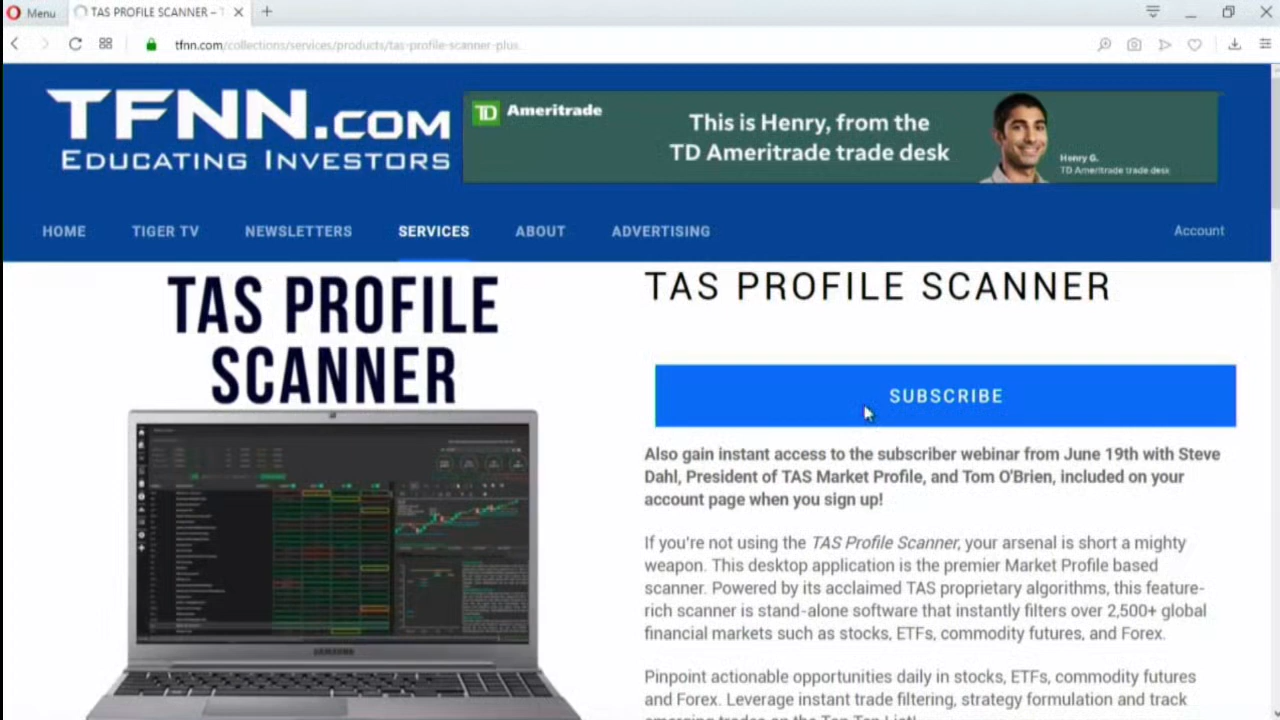 Menu
TAS PROFILE SCANNER –
tfnn.com/collections/services/products/tas-profile-scanner-plus
TFNN.COM
EDUCATING INVESTORS
TD Ameritrade
This is Henry, from the
TD Ameritrade trade desk
Henry G.
TD Ameritrade trade desk
HOME TIGER TV NEWSLETTERS SERVICES ABOUT ADVERTISING Account
TAS PROFILE
SCANNER
SAMSUNG
TAS PROFILE SCANNER
SUBSCRIBE
Also gain instant access to the subscriber webinar from June 19th with Steve
Dahl, President of TAS Market Profile, and Tom O'Brien, included on your
account page when you sign up!
If you're not using the TAS Profile Scanner, your arsenal is short a mighty
weapon. This desktop application is the premier Market Profile based
scanner. Powered by its acclaimed TAS proprietary algorithms, this feature-
rich scanner is stand-alone software that instantly filters over 2,500+ global
financial markets such as stocks, ETFs, commodity futures, and Forex.
Pinpoint actionable opportunities daily in stocks, ETFs, commodity futures
and Forex. Leverage instant trade filtering, strategy formulation and track
emerging trades on the Top Ten List!